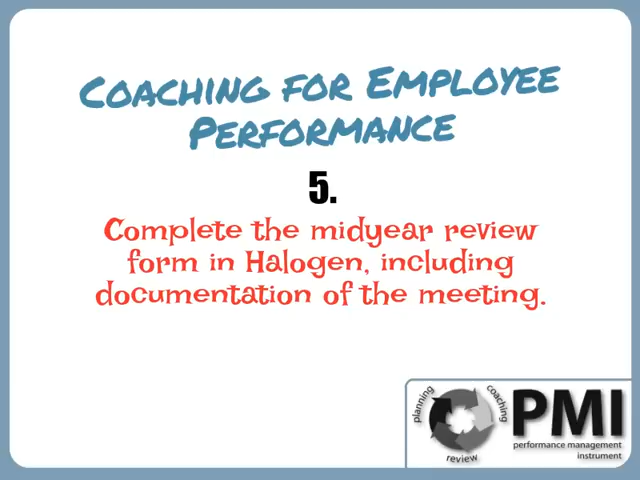 Coaching for Employee
Performance
5.
Complete the midyear review
form in Halogen, including
documentation of the meeting.
planning
coaching
review
PMI
performance management
instrument